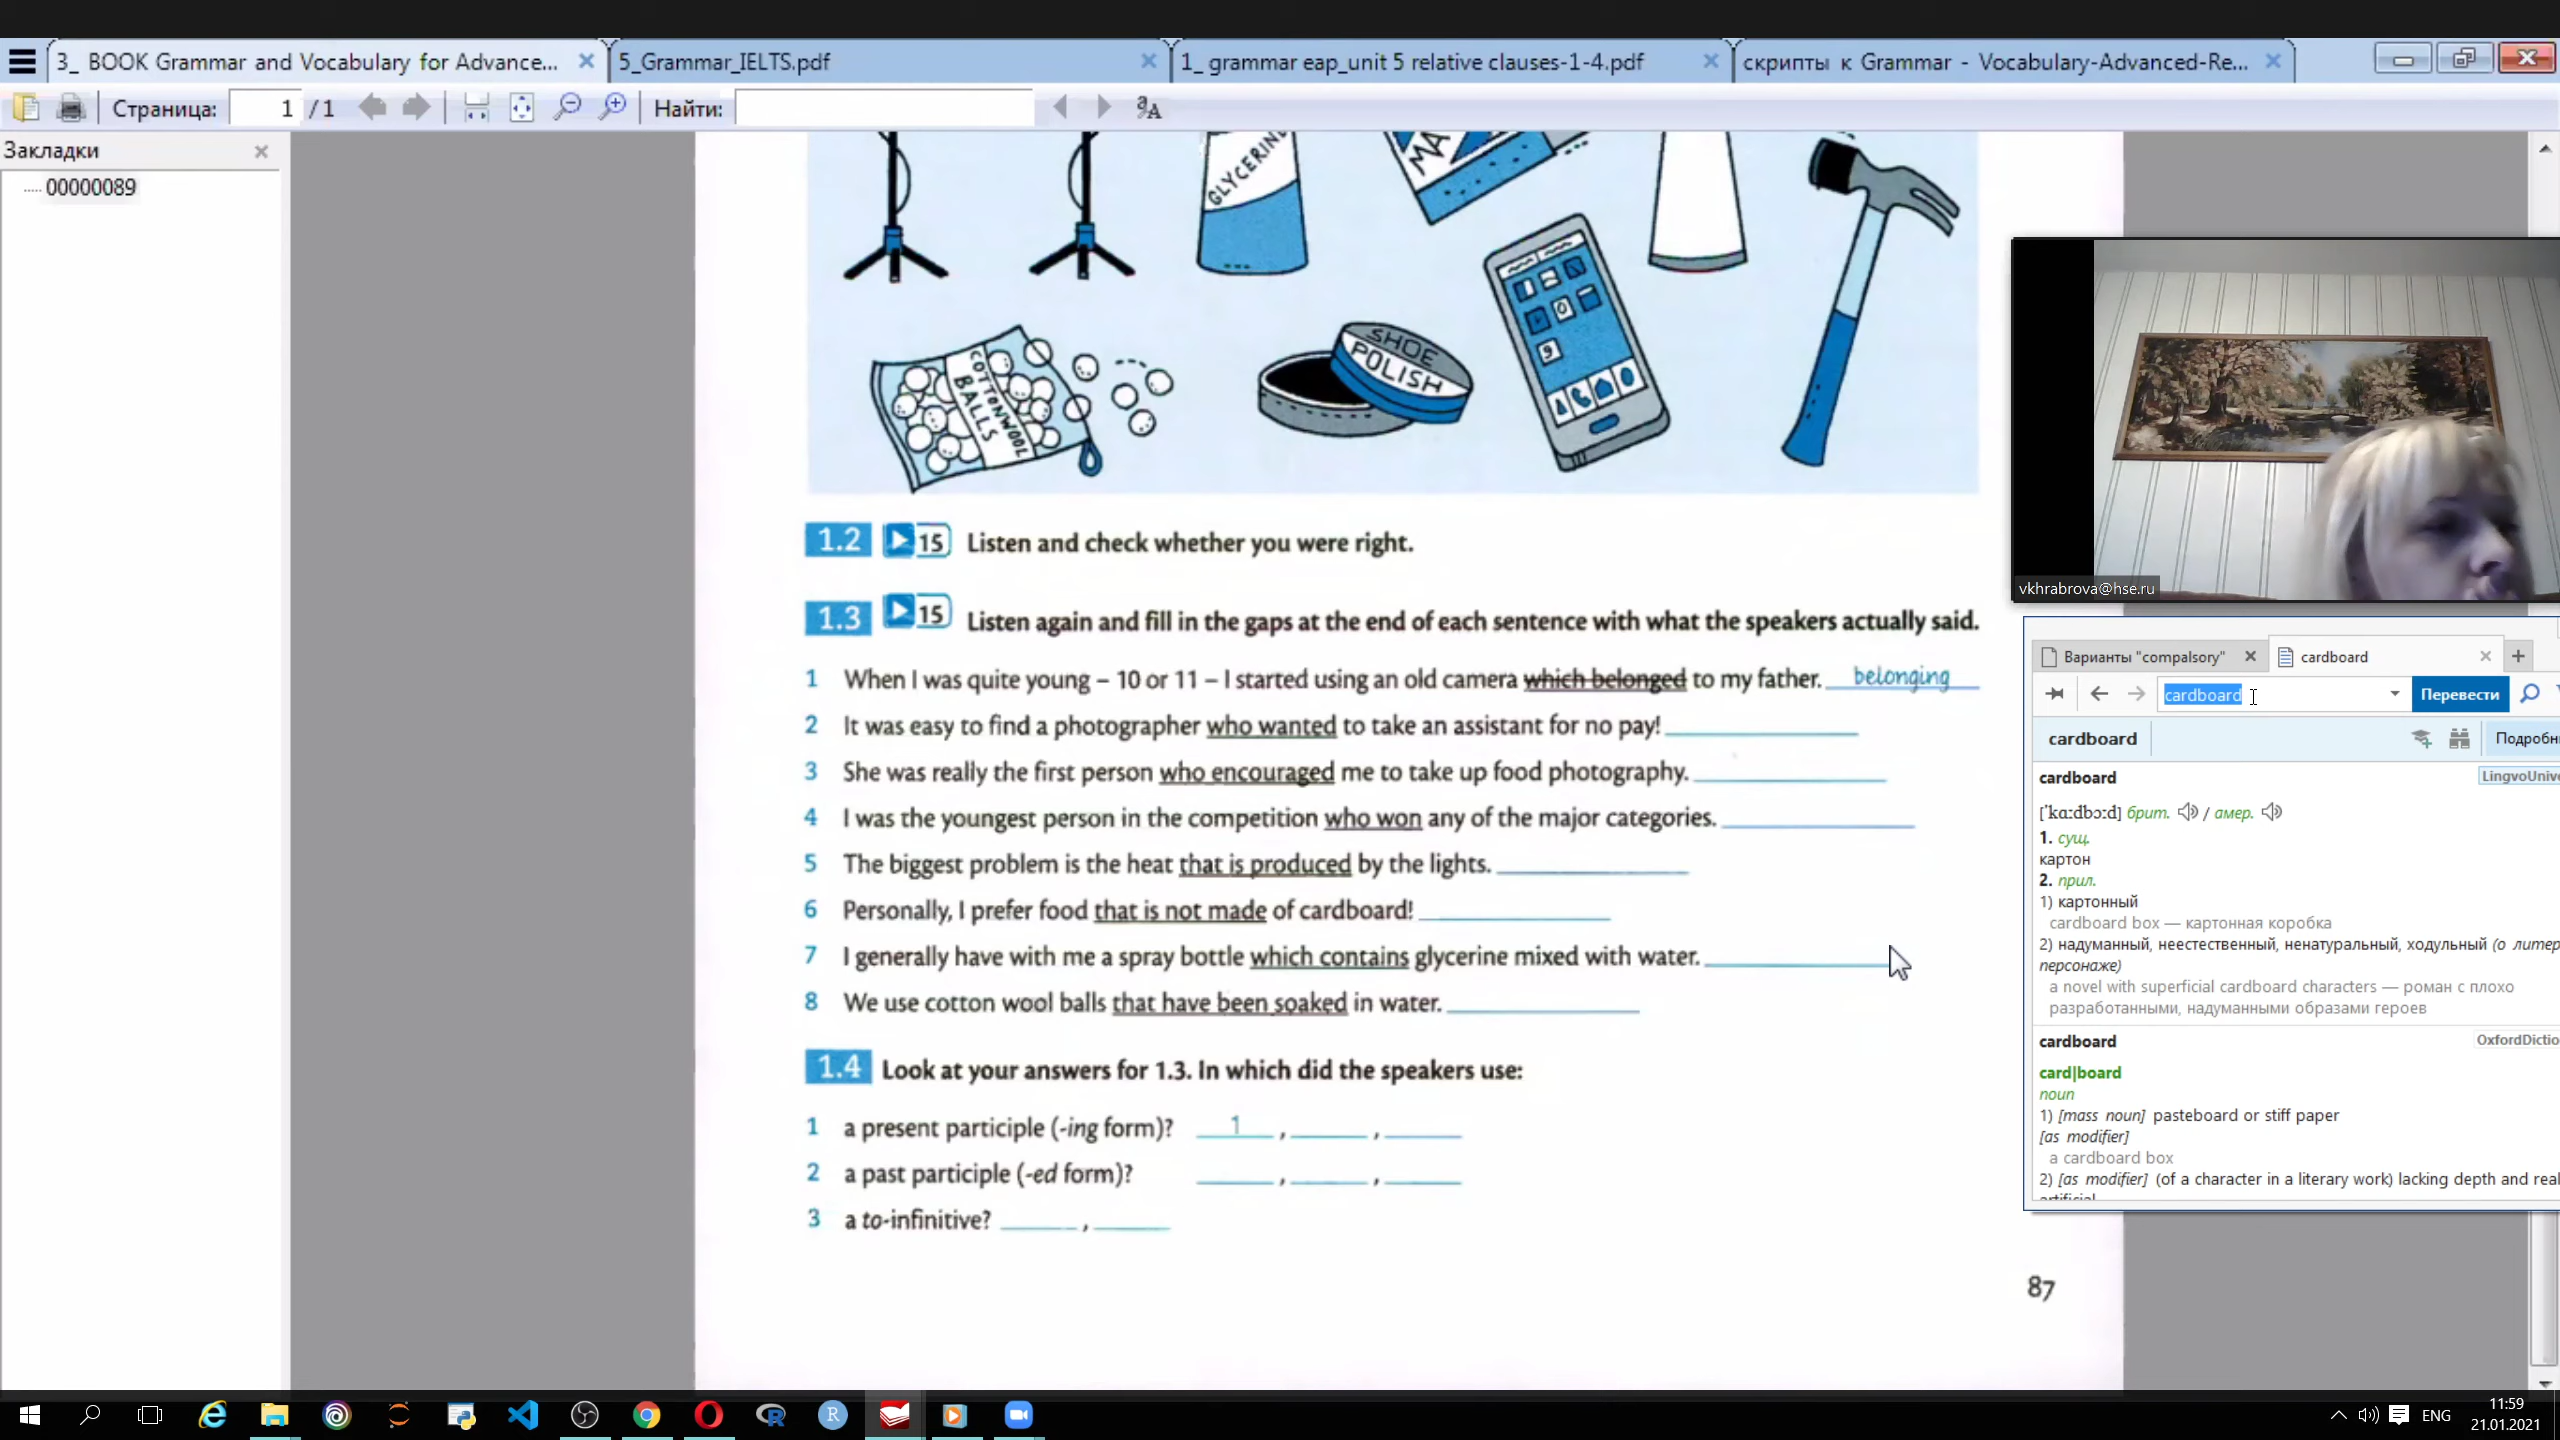 3_ BOOK Grammar and Vocabulary for Advance...
5_Grammar_IELTS.pdf
1_ grammar eap_unit 5 relative clauses-1-4.pdf
скрипты к Grammar - Vocabulary-Advanced-Re...
Страница: 1 / 1
Найти:
Закладки
00000089
GLYCERINE
MA
COTTONWOOL
BALLS
SHOE
POLISH
0
9
1.2 15 Listen and check whether you were right.
1.3 15 Listen again and fill in the gaps at the end of each sentence with what the speakers actually said.
1 When I was quite young – 10 or 11 – I started using an old camera which belonged to my father. belonging
2 It was easy to find a photographer who wanted to take an assistant for no pay!
3 She was really the first person who encouraged me to take up food photography.
4 I was the youngest person in the competition who won any of the major categories.
5 The biggest problem is the heat that is produced by the lights.
6 Personally, I prefer food that is not made of cardboard!
7 I generally have with me a spray bottle which contains glycerine mixed with water.
8 We use cotton wool balls that have been soaked in water.
1.4 Look at your answers for 1.3. In which did the speakers use:
1 a present participle (-ing form)? 1 , ,
2 a past participle (-ed form)? , ,
3 a to-infinitive? ,
87
vkhrabrova@hse.ru
Варианты "compalsory"
cardboard
cardboard
Перевести
cardboard
Подробн
cardboard
LingvoUnive
['kɑːdbɔːd] брит. / амер.
1. сущ.
картон
2. прил.
1) картонный
cardboard box — картонная коробка
2) надуманный, неестественный, ненатуральный, ходульный (о литер
персонаже)
a novel with superficial cardboard characters — роман с плохо
разработанными, надуманными образами героев
cardboard
OxfordDictio
card|board
noun
1) [mass noun] pasteboard or stiff paper
[as modifier]
a cardboard box
2) [as modifier] (of a character in a literary work) lacking depth and real
artificial
ENG
11:59
21.01.2021